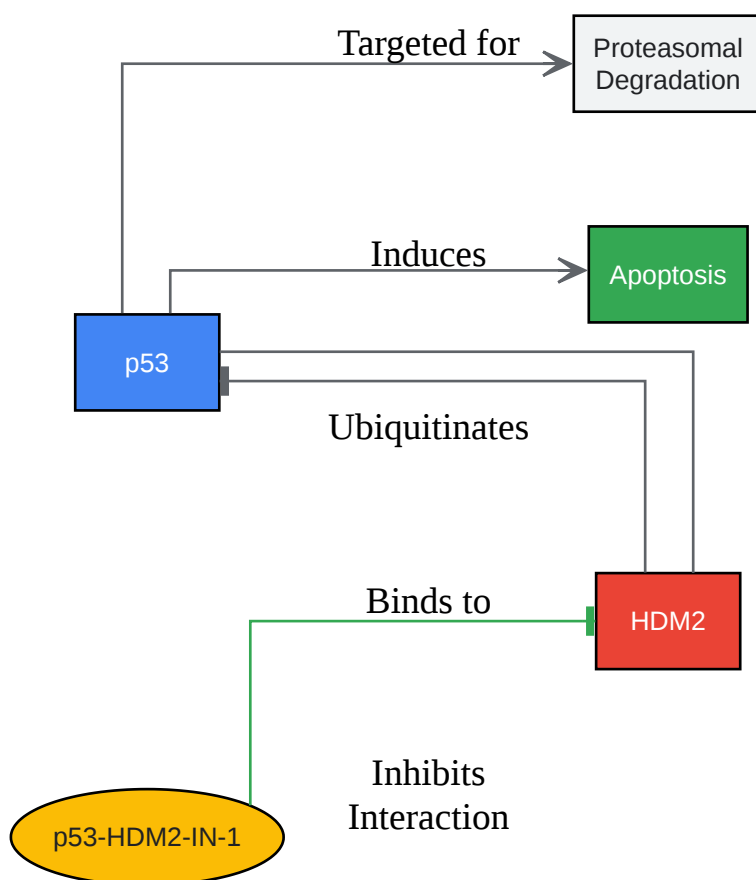 Targeted for
Proteasomal
Degradation
Induces
Apoptosis
p53
Ubiquitinates
Binds to
HDM2
Inhibits
Interaction
p53-HDM2-IN-1